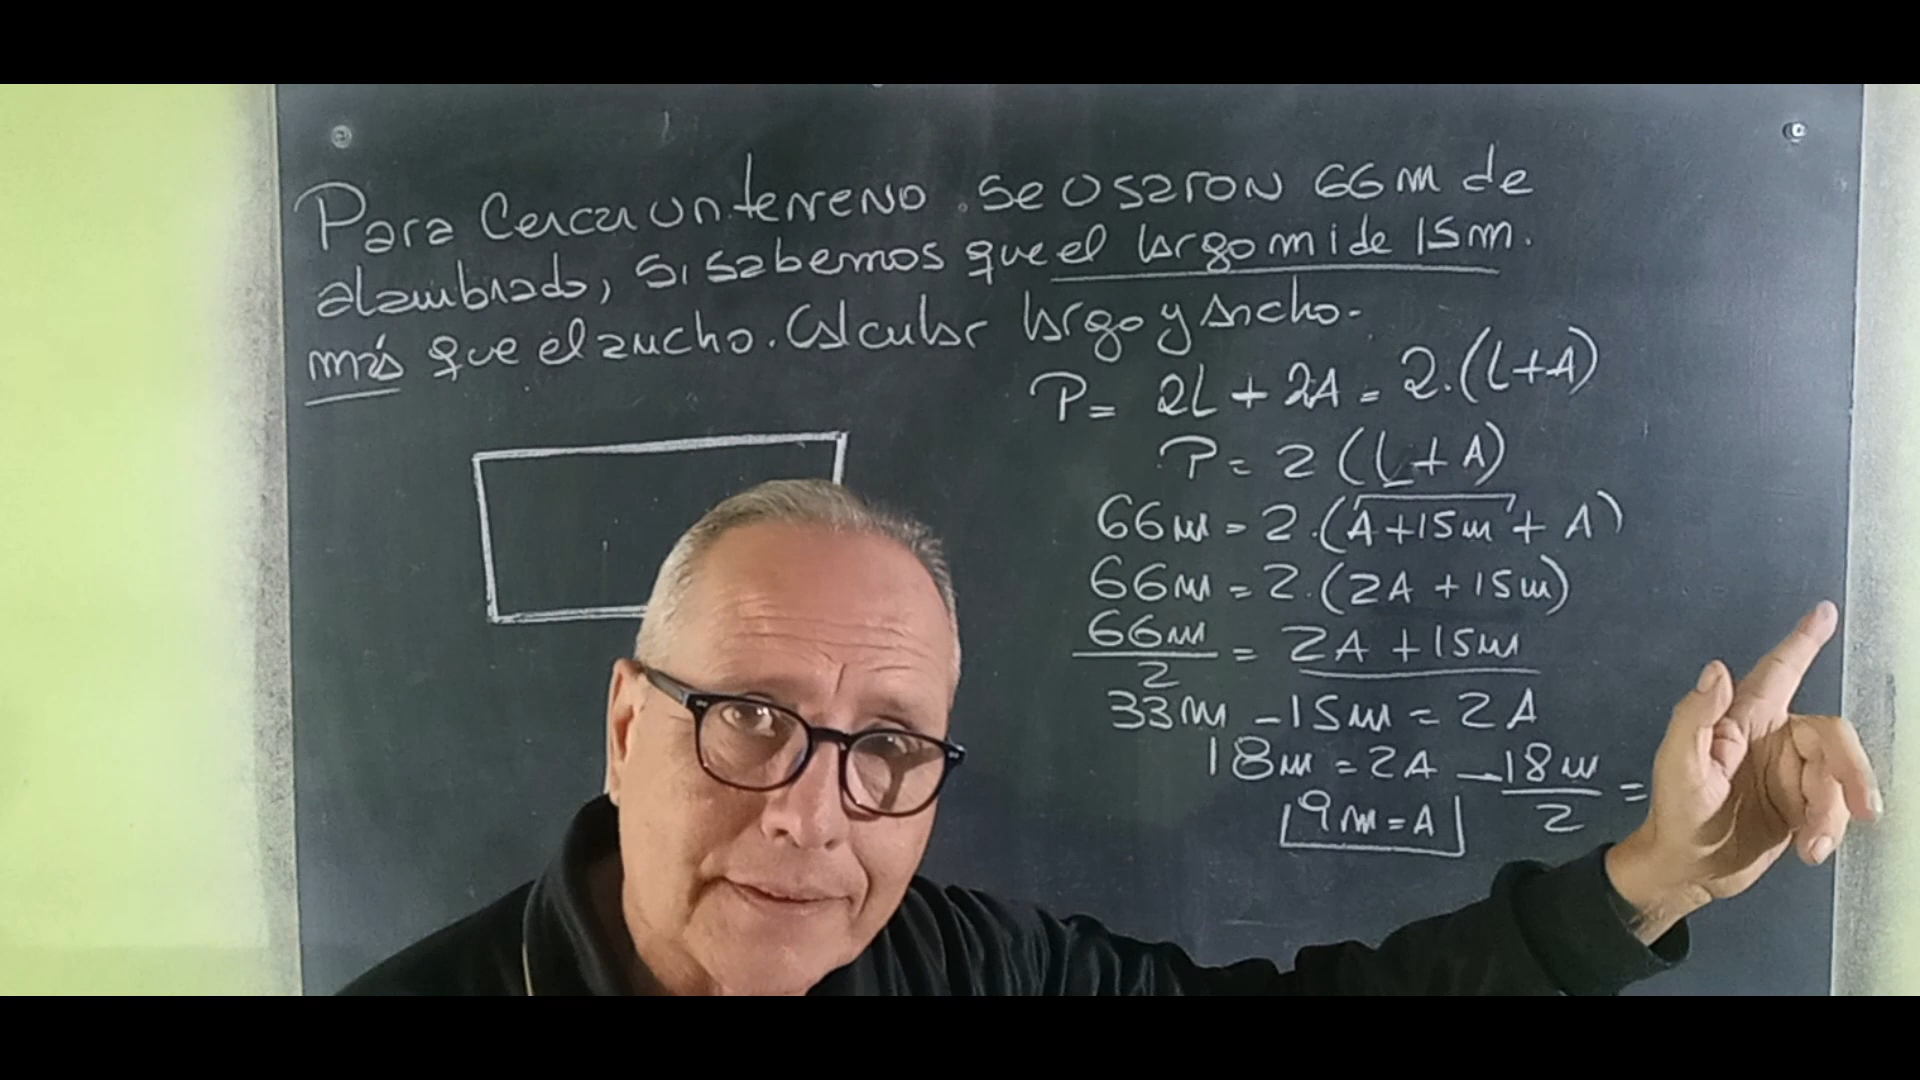 Para Cercar un terreno se usaron 66m de
alambrado, si sabemos que el largo mide 15m.
más que el ancho. Calcular largo y ancho.
P = 2L + 2A = 2.(L+A)
P = 2 (L+A)
66m = 2.(A+15m + A)
66m = 2.(2A + 15m)
66m/2 = 2A + 15m
33m - 15m = 2A
18m = 2A - 18m/2 =
9m = A